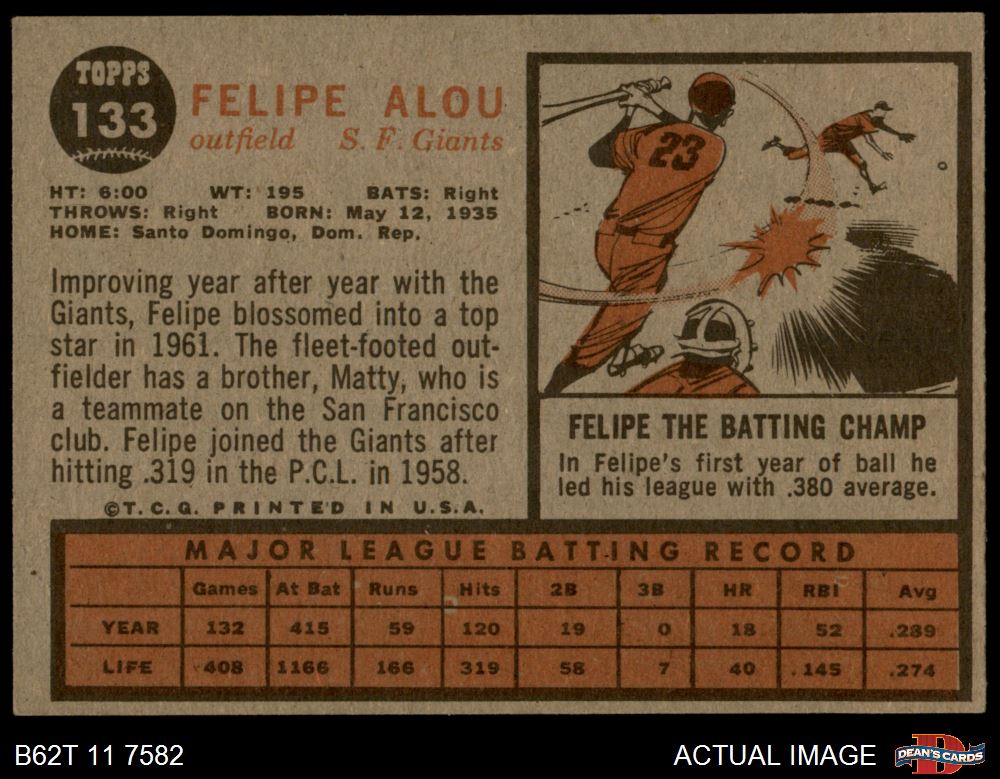 TOPPS
133
FELIPE ALOU
outfield S. F. Giants
HT: 6:00 WT: 195 BATS: Right
THROWS: Right BORN: May 12, 1935
HOME: Santo Domingo, Dom. Rep.
Improving year after year with the
Giants, Felipe blossomed into a top
star in 1961. The fleet-footed out-
fielder has a brother, Matty, who is
a teammate on the San Francisco
club. Felipe joined the Giants after
hitting .319 in the P.C.L. in 1958.
©T.C.G. PRINTED IN U.S.A.
23
FELIPE THE BATTING CHAMP
In Felipe's first year of ball he
led his league with .380 average.
MAJOR LEAGUE BATTING RECORD
Games At Bat Runs Hits 2B 3B HR RBI Avg
YEAR 132 415 59 120 19 0 18 52 .289
LIFE 408 1166 166 319 58 7 40 145 .274
B62T 11 7582
ACTUAL IMAGE
DEAN'S CARDS